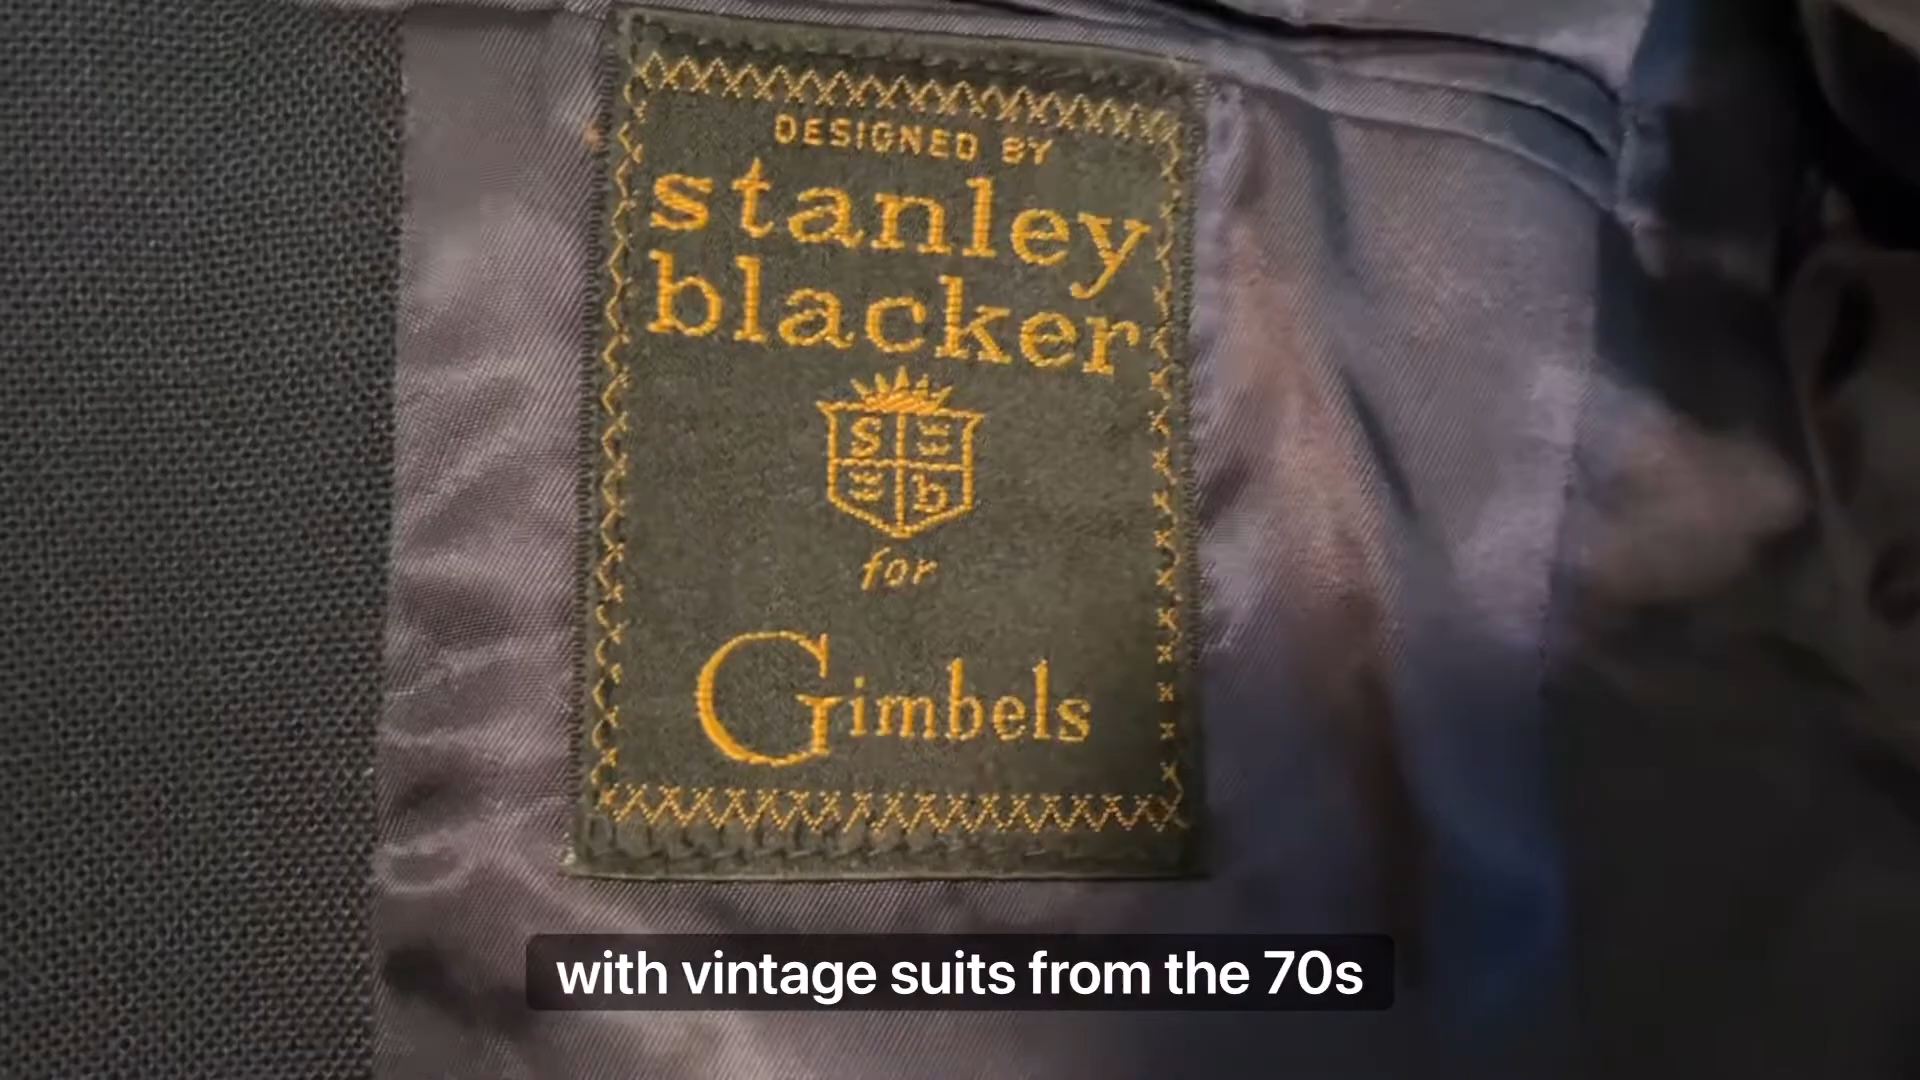 DESIGNED BY
stanley
blacker
S
b
for
Gimbels
with vintage suits from the 70s